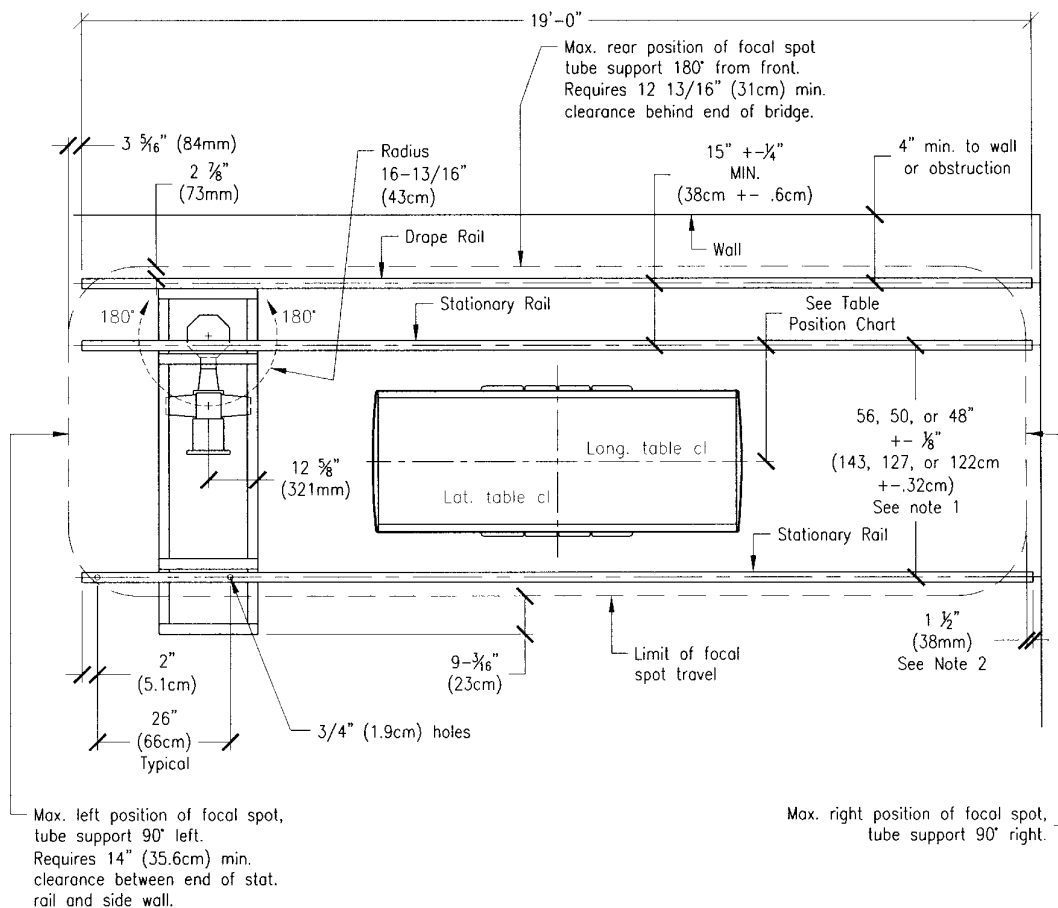 19'-0"
Max. rear position of focal spot
tube support 180° from front.
Requires 12 13/16" (31cm) min.
clearance behind end of bridge.
3 5/16" (84mm)
2 7/8"
(73mm)
Radius
16-13/16"
(43cm)
15" +-1/4"
MIN.
(38cm +- .6cm)
4" min. to wall
or obstruction
Drape Rail
Wall
180°
180°
Stationary Rail
See Table
Position Chart
56, 50, or 48"
+- 1/8"
(143, 127, or 122cm
+-.32cm)
See note 1
Long. table cl
12 5/8"
(321mm)
Lat. table cl
Stationary Rail
2"
(5.1cm)
26"
(66cm)
Typical
9-3/16"
(23cm)
Limit of focal
spot travel
1 1/2"
(38mm)
See Note 2
3/4" (1.9cm) holes
Max. left position of focal spot,
tube support 90° left.
Requires 14" (35.6cm) min.
clearance between end of stat.
rail and side wall.
Max. right position of focal spot,
tube support 90° right.